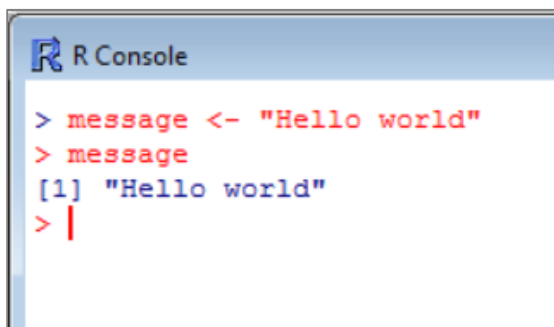 R R Console
> message <- "Hello world"
> message
[1] "Hello world"
>